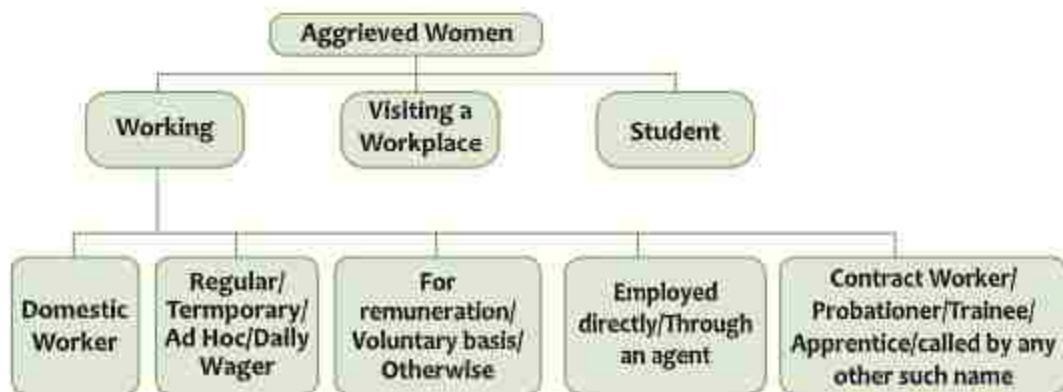 Aggrieved Women
Working
Visiting a
Workplace
Student
Domestic
Worker
Regular/
Termporary/
Ad Hoc/Daily
Wager
For
remuneration/
Voluntary basis/
Otherwise
Employed
directly/Through
an agent
Contract Worker/
Probationer/Trainee/
Apprentice/called by any
other such name